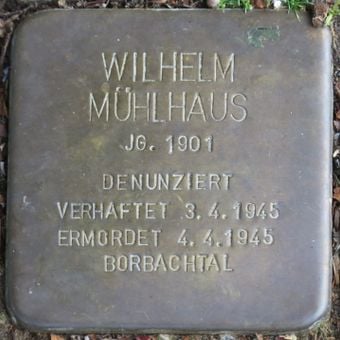 WILHELM
MÜHLHAUS
JG. 1901
DENUNZIERT
VERHAFTET 3.4.1945
ERMORDET 4.4.1945
BORBACHTAL